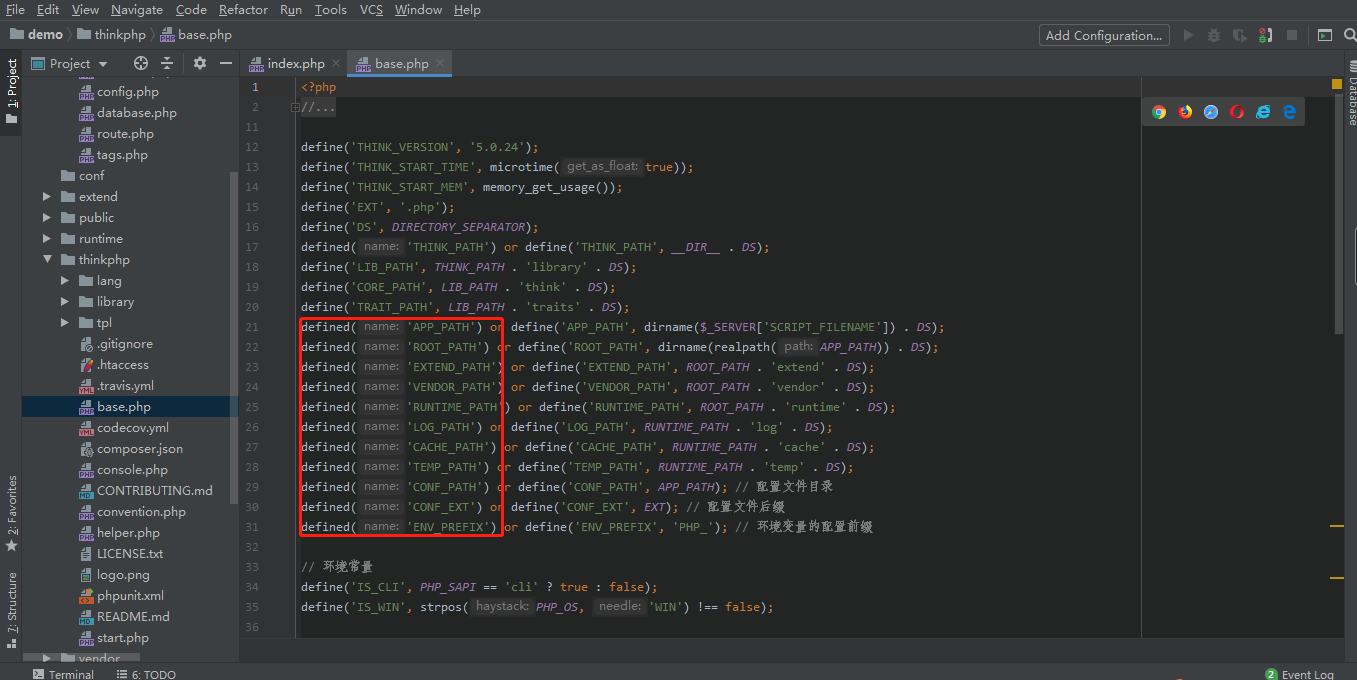 File Edit View Navigate Code Refactor Run Tools VCS Window Help
demo thinkphp base.php Add Configuration...
1: Project
Project
index.php base.php
config.php
database.php
route.php
tags.php
conf
extend
public
runtime
thinkphp
lang
library
tpl
.gitignore
.htaccess
.travis.yml
base.php
codecov.yml
composer.json
console.php
CONTRIBUTING.md
convention.php
helper.php
LICENSE.txt
logo.png
phpunit.xml
README.md
start.php
vendor
2: Favorites
7: Structure
1 <?php
2 //...
11
12 define('THINK_VERSION', '5.0.24');
13 define('THINK_START_TIME', microtime( get_as_float: true));
14 define('THINK_START_MEM', memory_get_usage());
15 define('EXT', '.php');
16 define('DS', DIRECTORY_SEPARATOR);
17 defined( name: 'THINK_PATH') or define('THINK_PATH', __DIR__ . DS);
18 define('LIB_PATH', THINK_PATH . 'library' . DS);
19 define('CORE_PATH', LIB_PATH . 'think' . DS);
20 define('TRAIT_PATH', LIB_PATH . 'traits' . DS);
21 defined( name: 'APP_PATH') or define('APP_PATH', dirname($_SERVER['SCRIPT_FILENAME']) . DS);
22 defined( name: 'ROOT_PATH') or define('ROOT_PATH', dirname(realpath( path: APP_PATH)) . DS);
23 defined( name: 'EXTEND_PATH') or define('EXTEND_PATH', ROOT_PATH . 'extend' . DS);
24 defined( name: 'VENDOR_PATH') or define('VENDOR_PATH', ROOT_PATH . 'vendor' . DS);
25 defined( name: 'RUNTIME_PATH') or define('RUNTIME_PATH', ROOT_PATH . 'runtime' . DS);
26 defined( name: 'LOG_PATH') or define('LOG_PATH', RUNTIME_PATH . 'log' . DS);
27 defined( name: 'CACHE_PATH') or define('CACHE_PATH', RUNTIME_PATH . 'cache' . DS);
28 defined( name: 'TEMP_PATH') or define('TEMP_PATH', RUNTIME_PATH . 'temp' . DS);
29 defined( name: 'CONF_PATH') or define('CONF_PATH', APP_PATH); // 配置文件目录
30 defined( name: 'CONF_EXT') or define('CONF_EXT', EXT); // 配置文件后缀
31 defined( name: 'ENV_PREFIX') or define('ENV_PREFIX', 'PHP_'); // 环境变量的配置前缀
32
33 // 环境常量
34 define('IS_CLI', PHP_SAPI == 'cli' ? true : false);
35 define('IS_WIN', strpos( haystack: PHP_OS, needle: 'WIN') !== false);
36
Database
Terminal 6: TODO 2 Event Log